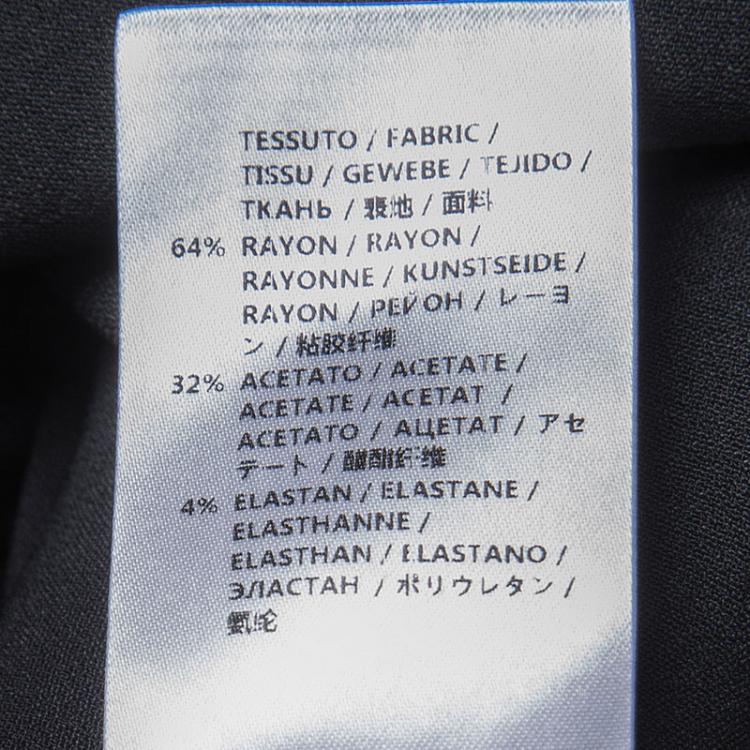 TESSUTO / FABRIC /
TISSU / GEWEBE / TEJIDO /
ТКАНЬ / 表地 / 面料
64% RAYON / RAYON /
RAYONNE / KUNSTSEIDE /
RAYON / РЕЙОН / レーヨ
ン / 粘胶纤维
32% ACETATO / ACETATE /
ACETATE / ACETAT /
ACETATO / АЦЕТАТ / アセ
テート / 醋酯纤维
4% ELASTAN / ELASTANE /
ELASTHANNE /
ELASTHAN / ELASTANO /
ЭЛАСТАН / ポリウレタン /
氨纶